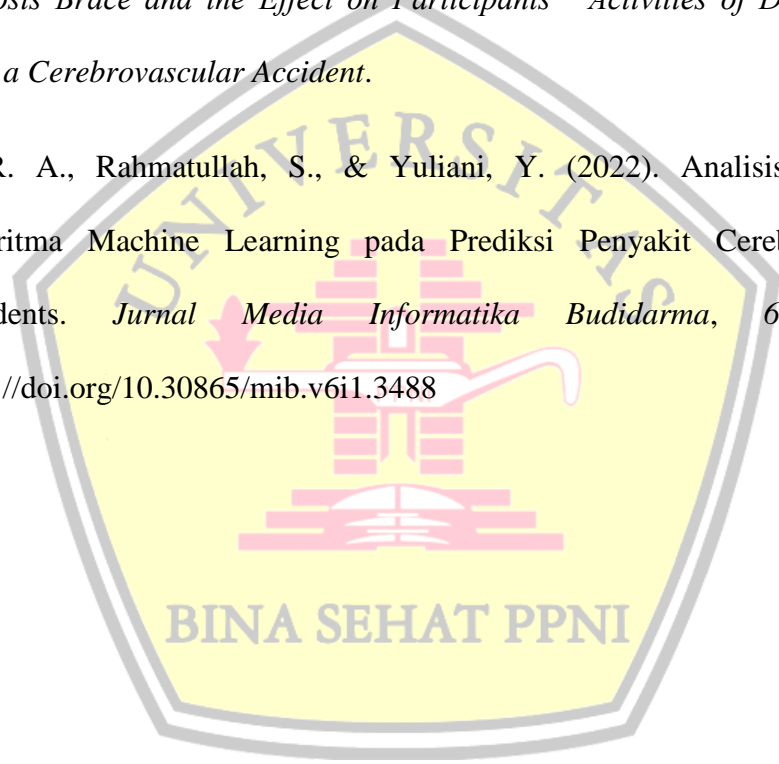 osis Brace and the Effect on Participants Activities of D
a Cerebrovascular Accident.
R. A., Rahmatullah, S., & Yuliani, Y. (2022). Analisis
ritma Machine Learning pada Prediksi Penyakit Cereb
dents. Jurnal Media Informatika Budidarma, 6
://doi.org/10.30865/mib.v6i1.3488
UNIVERSITAS
BINA SEHAT PPNI